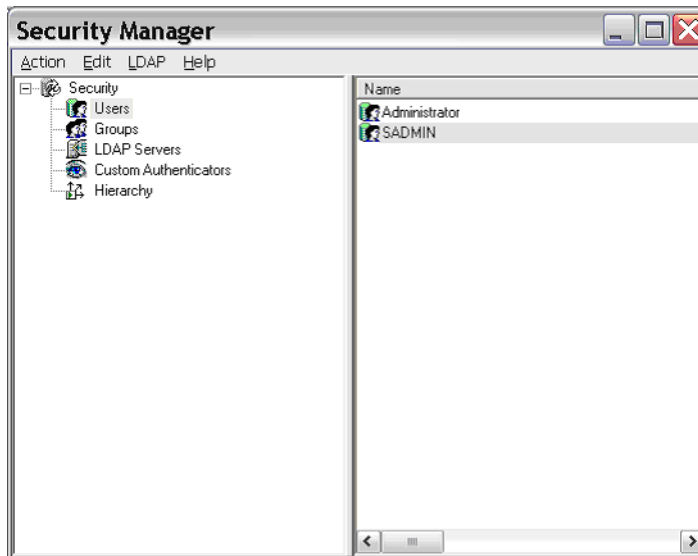 Security Manager
Action Edit LDAP Help
Security
Users
Groups
LDAP Servers
Custom Authenticators
Hierarchy
Name
Administrator
SADMIN